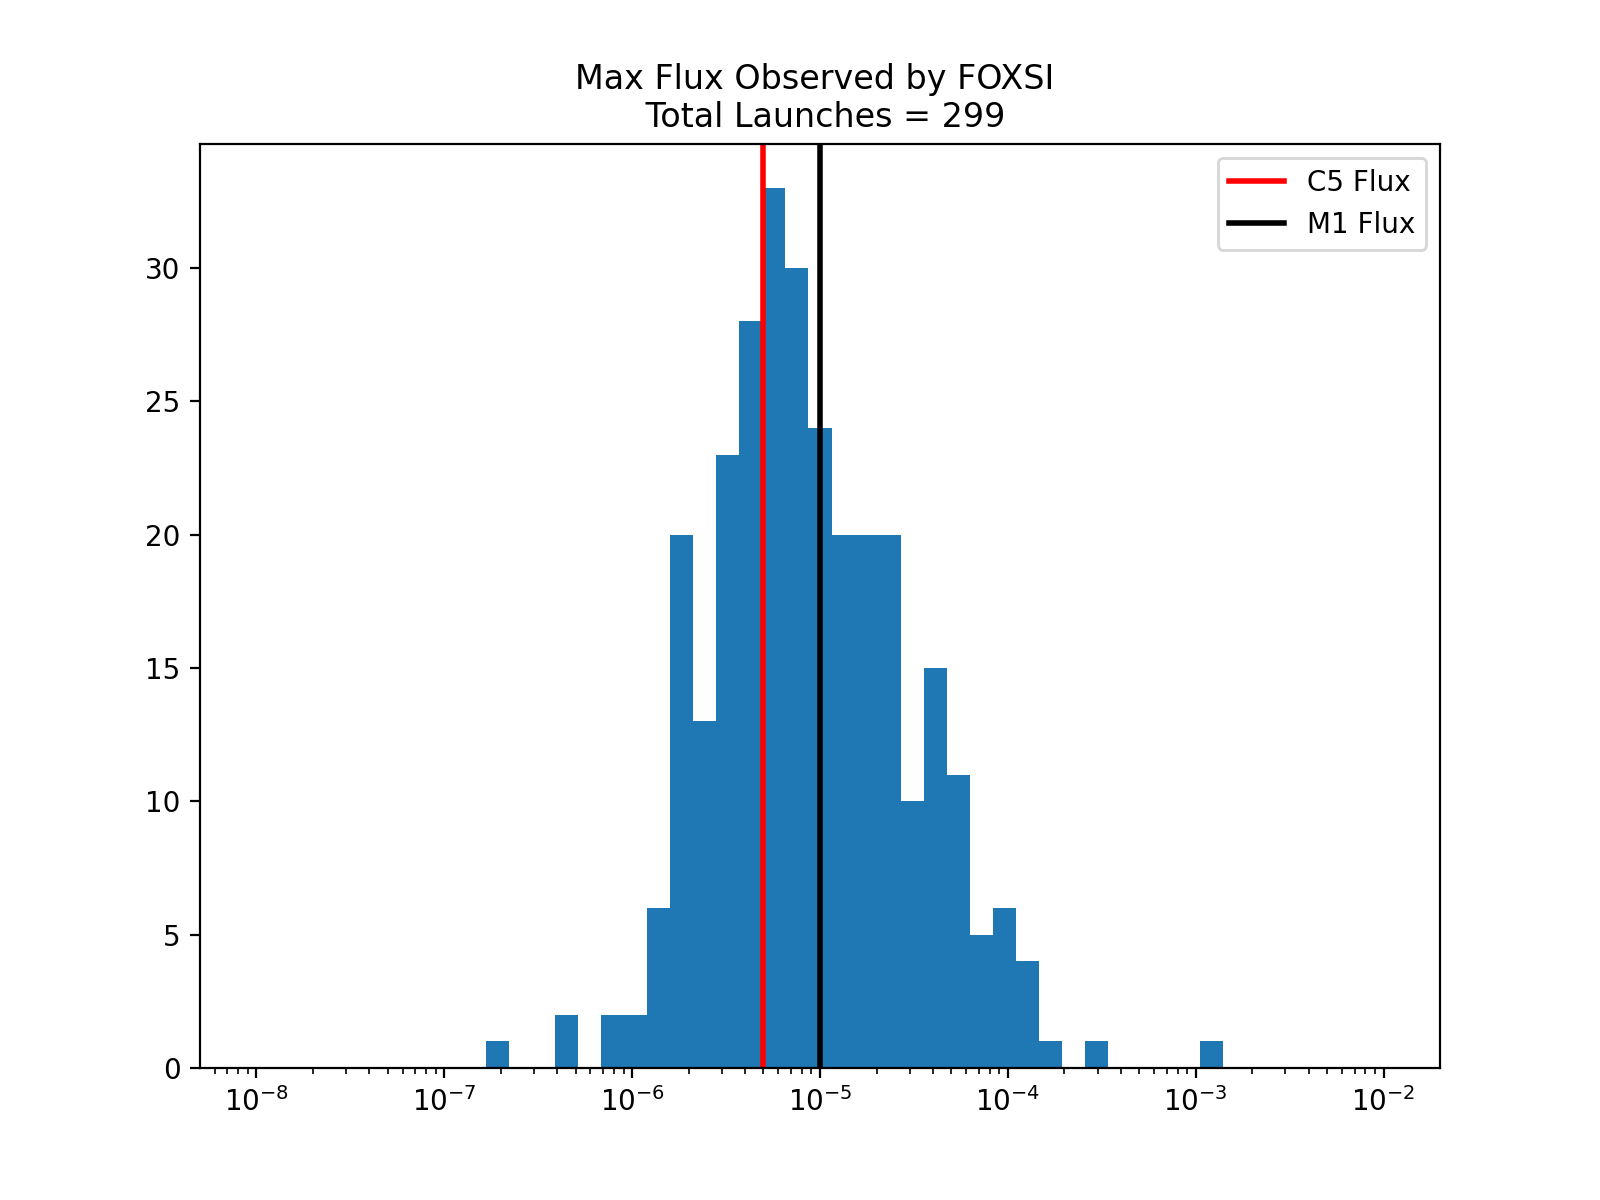 Max Flux Observed by FOXSI
Total Launches = 299
C5 Flux
M1 Flux
30
25
20
15
10
5
0
10⁻⁸ 10⁻⁷ 10⁻⁶ 10⁻⁵ 10⁻⁴ 10⁻³ 10⁻²